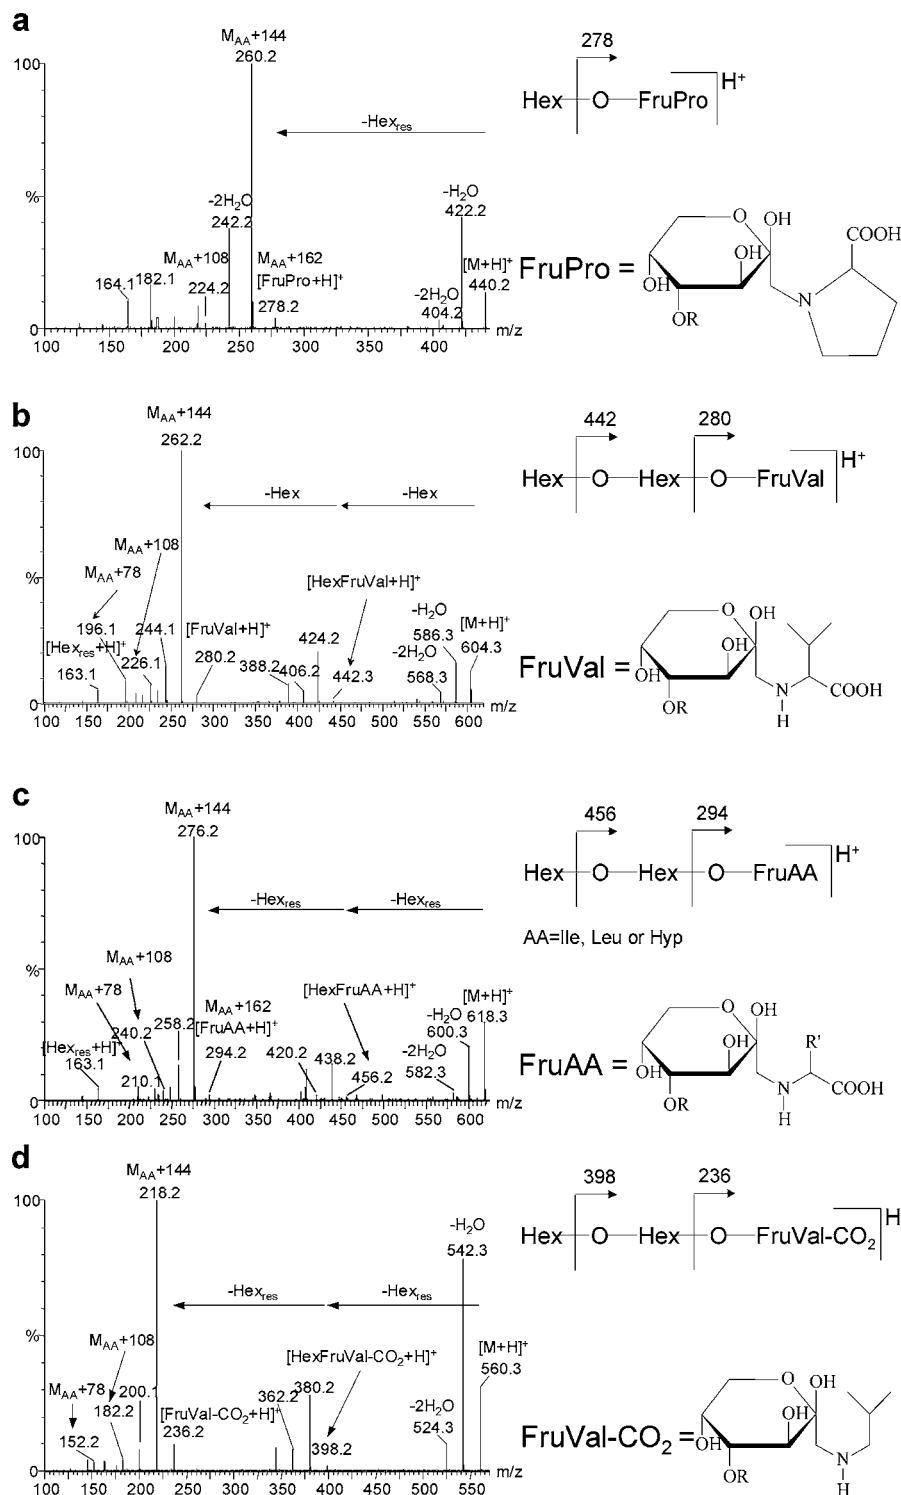 a
M_AA+144
260.2
100
-Hex_res
-2H₂O
242.2
-H₂O
422.2
%
M_AA+108
224.2
M_AA+162
[FruPro+H]⁺
278.2
164.1
182.1
-2H₂O
404.2
[M+H]⁺
440.2
0
100 150 200 250 300 350 400 m/z
278
Hex O FruPro H⁺
FruPro =
O OH
OH
OH
OR
N
COOH
b
M_AA+144
262.2
100
-Hex -Hex
M_AA+108
M_AA+78
%
196.1
[Hex_res+H]⁺
163.1
226.1
244.1
[FruVal+H]⁺
280.2
388.2
406.2
424.2
[HexFruVal+H]⁺
442.3
-H₂O
586.3
-2H₂O
568.3
[M+H]⁺
604.3
0
100 150 200 250 300 350 400 450 500 550 600 m/z
442 280
Hex O Hex O FruVal H⁺
FruVal =
O OH
OH
OH
OR
N
H
COOH
c
M_AA+144
276.2
100
-Hex_res -Hex_res
M_AA+108
M_AA+78
%
[Hex_res+H]⁺
163.1
240.2
210.1
258.2
M_AA+162
[FruAA+H]⁺
294.2
420.2
438.2
[HexFruAA+H]⁺
456.2
-H₂O
600.3
-2H₂O
582.3
[M+H]⁺
618.3
0
100 150 200 250 300 350 400 450 500 550 600 m/z
456 294
Hex O Hex O FruAA H⁺
AA=Ile, Leu or Hyp
FruAA =
O OH
OH
OH
OR
N
H
R'
COOH
d
M_AA+144
218.2
100
-Hex_res -Hex_res
-H₂O
542.3
%
M_AA+108
M_AA+78
152.2
182.2
200.1
[FruVal-CO₂+H]⁺
236.2
362.2
380.2
[HexFruVal-CO₂+H]⁺
398.2
-2H₂O
524.3
[M+H]⁺
560.3
0
100 150 200 250 300 350 400 450 500 550 m/z
398 236
Hex O Hex O FruVal-CO₂ H
FruVal-CO₂ =
O OH
OH
OH
OR
N
H